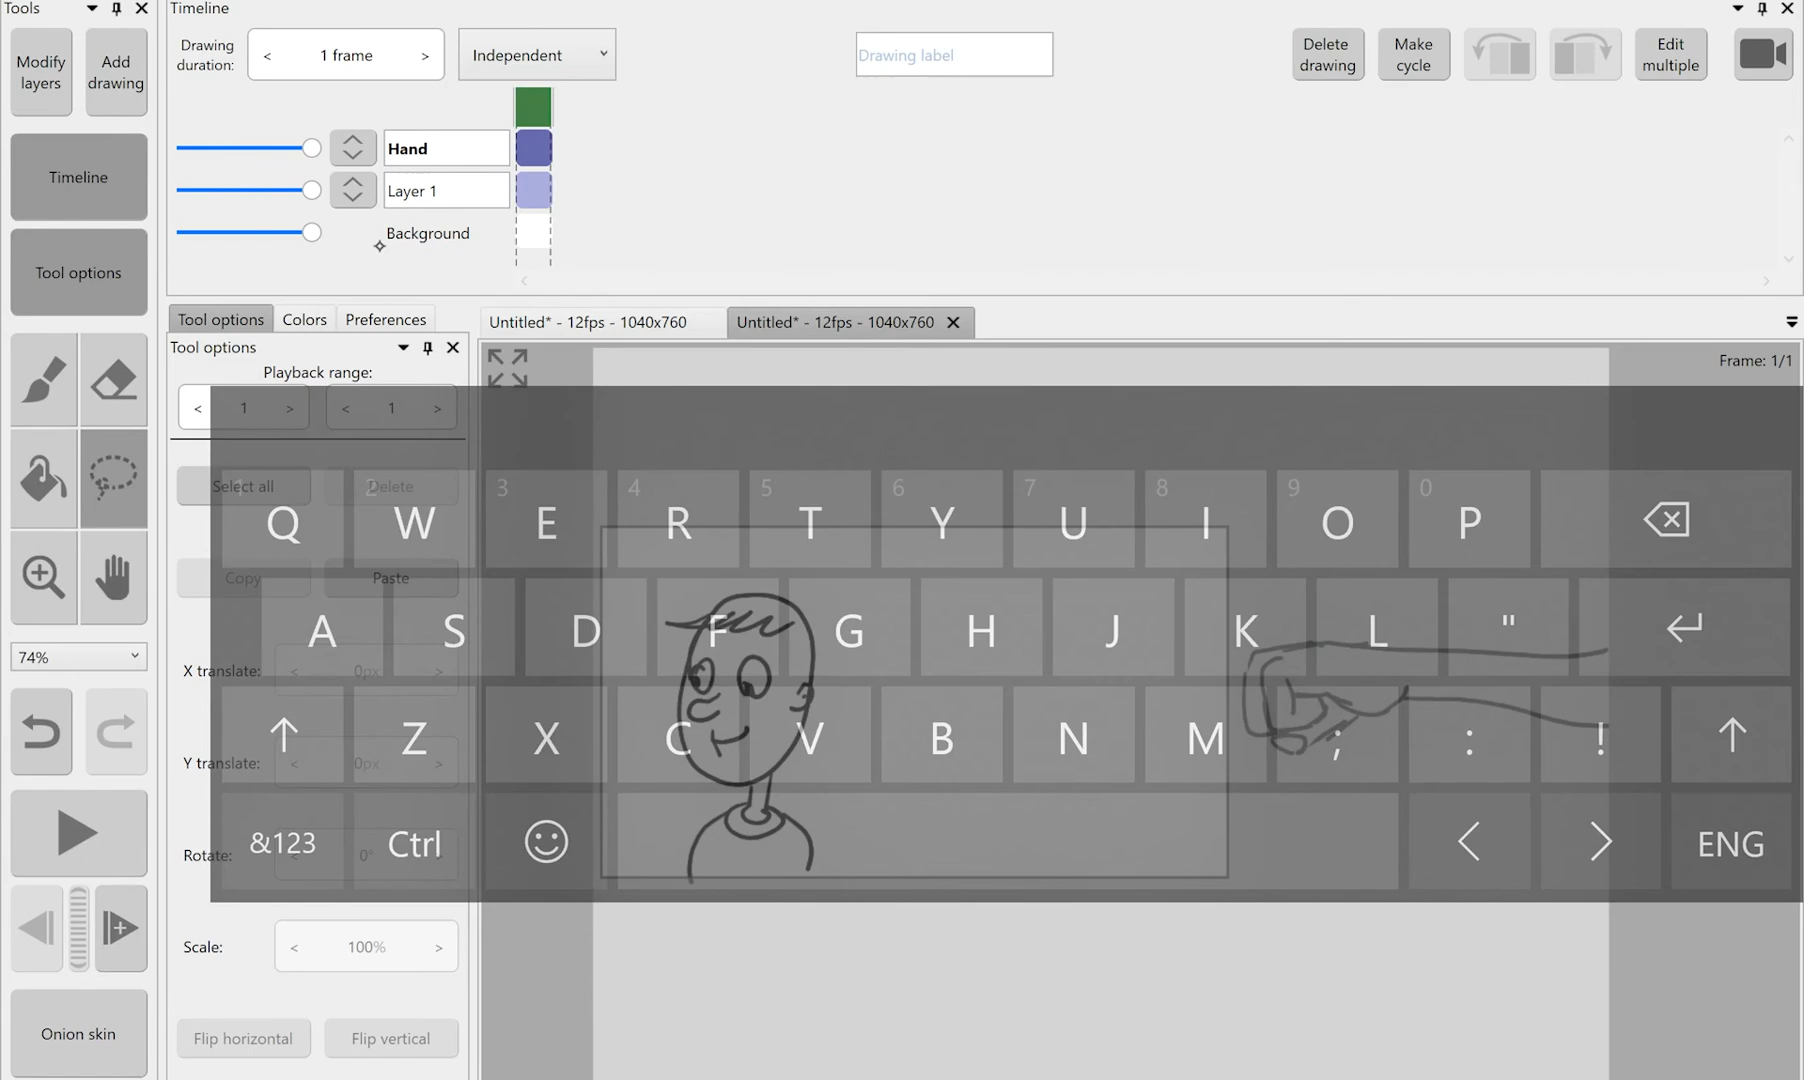 Tools
Timeline
Modify layers
Add drawing
Drawing duration:
< 1 frame >
Independent
Drawing label
Delete drawing
Make cycle
Edit multiple
Hand
Layer 1
Background
Timeline
Tool options
Tool options
Colors
Preferences
Untitled* - 12fps - 1040x760
Untitled* - 12fps - 1040x760
Tool options
Frame: 1/1
Playback range:
< 1 >
< 1 >
Select all
Delete
Copy
Paste
74%
X translate:
< 0px >
Y translate:
< 0px >
Rotate:
< 0° >
Scale:
< 100% >
Flip horizontal
Flip vertical
Onion skin
1 2 3 4 5 6 7 8 9 0
Q W E R T Y U I O P
A S D F G H J K L "
Z X C V B N M ; : !
&123 Ctrl ENG